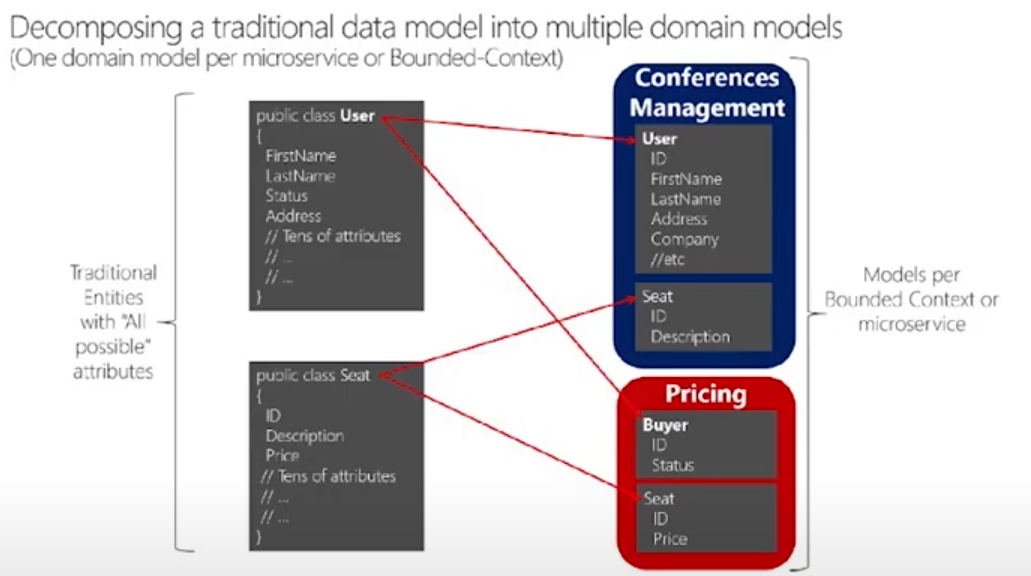 Decomposing a traditional data model into multiple domain models
(One domain model per microservice or Bounded-Context)
Traditional
Entities
with "All
possible"
attributes
public class User
{
FirstName
LastName
Status
Address
// Tens of attributes
// ...
// ...
}
public class Seat
{
ID
Description
Price
// Tens of attributes
// ...
// ...
}
Conferences
Management
User
ID
FirstName
LastName
Address
Company
//etc
Seat
ID
Description
Pricing
Buyer
ID
Status
Seat
ID
Price
Models per
Bounded Context or
microservice